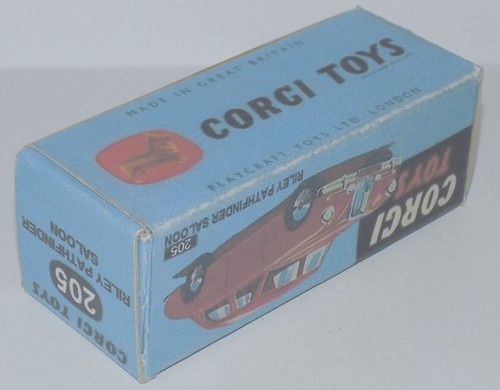 MADE IN GREAT BRITAIN
CORGI TOYS
PLAYCRAFT TOYS LTD. LONDON
CORGI
TOYS
205
RILEY PATHFINDER SALOON
RILEY PATHFINDER
SALOON
205
CORGI TOYS